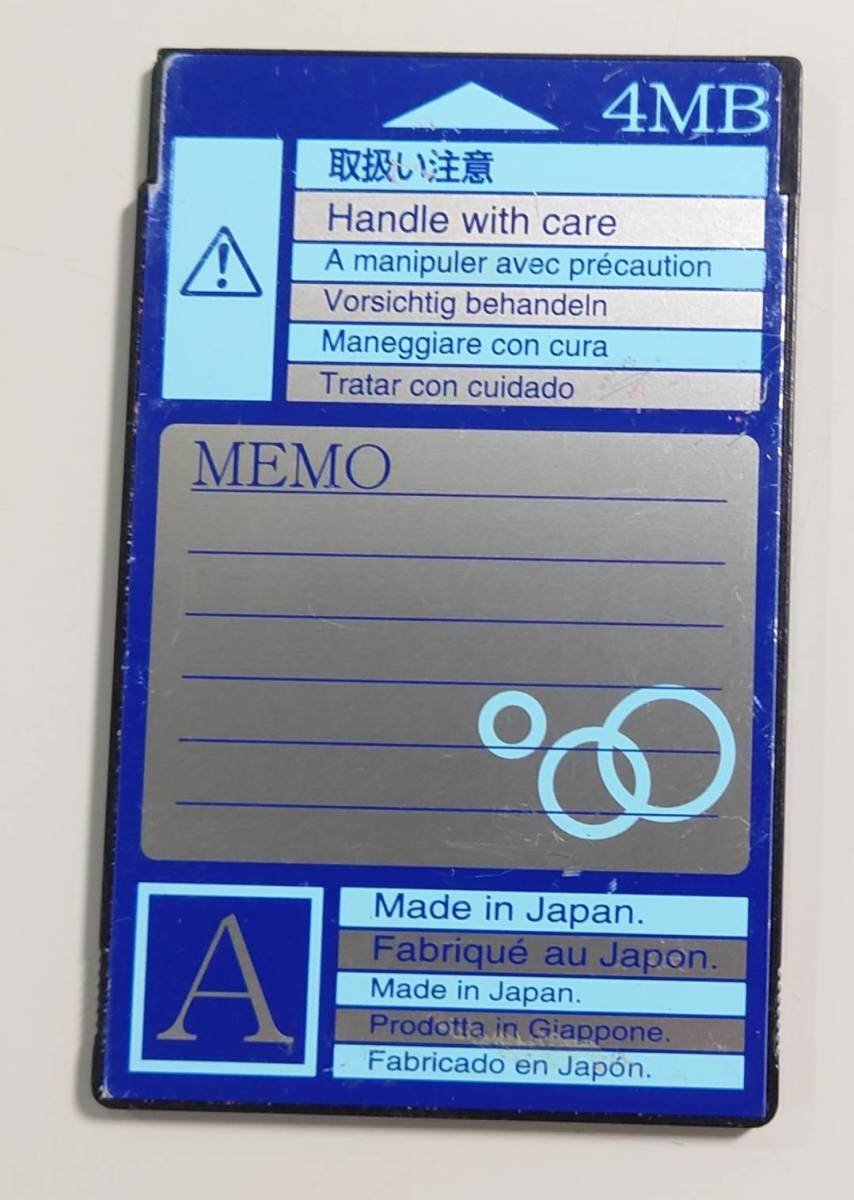 4MB
取扱い注意
Handle with care
A manipuler avec précaution
Vorsichtig behandeln
Maneggiare con cura
Tratar con cuidado
MEMO
A
Made in Japan.
Fabriqué au Japon.
Made in Japan.
Prodotta in Giappone.
Fabricado en Japón.